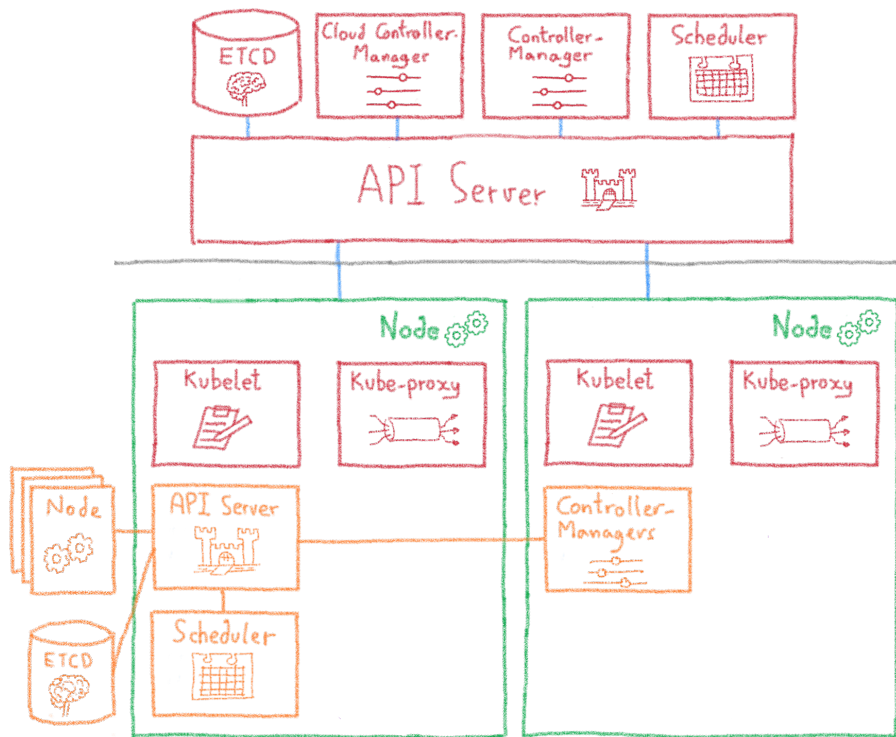 ETCD
Cloud Controller-
Manager
Controller-
Manager
Scheduler
API Server
Node
Node
Kubelet
Kube-proxy
Kubelet
Kube-proxy
Node
API Server
Controller-
Managers
ETCD
Scheduler